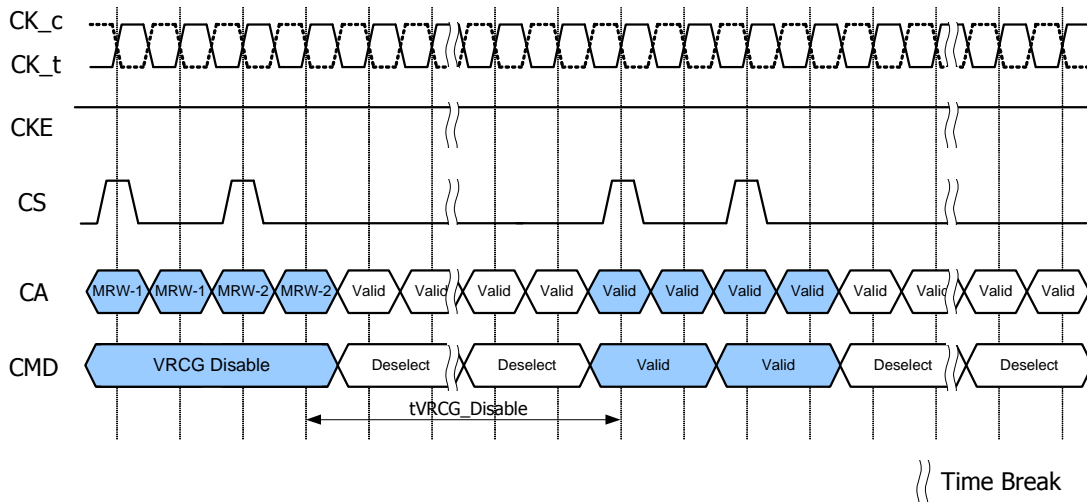 CK_c
CK_t
CKE
CS
CA MRW-1 MRW-1 MRW-2 MRW-2 Valid Valid Valid Valid Valid Valid Valid Valid Valid Valid Valid Valid
CMD VRCG Disable Deselect Deselect Valid Valid Deselect Deselect
tVRCG_Disable
Time Break